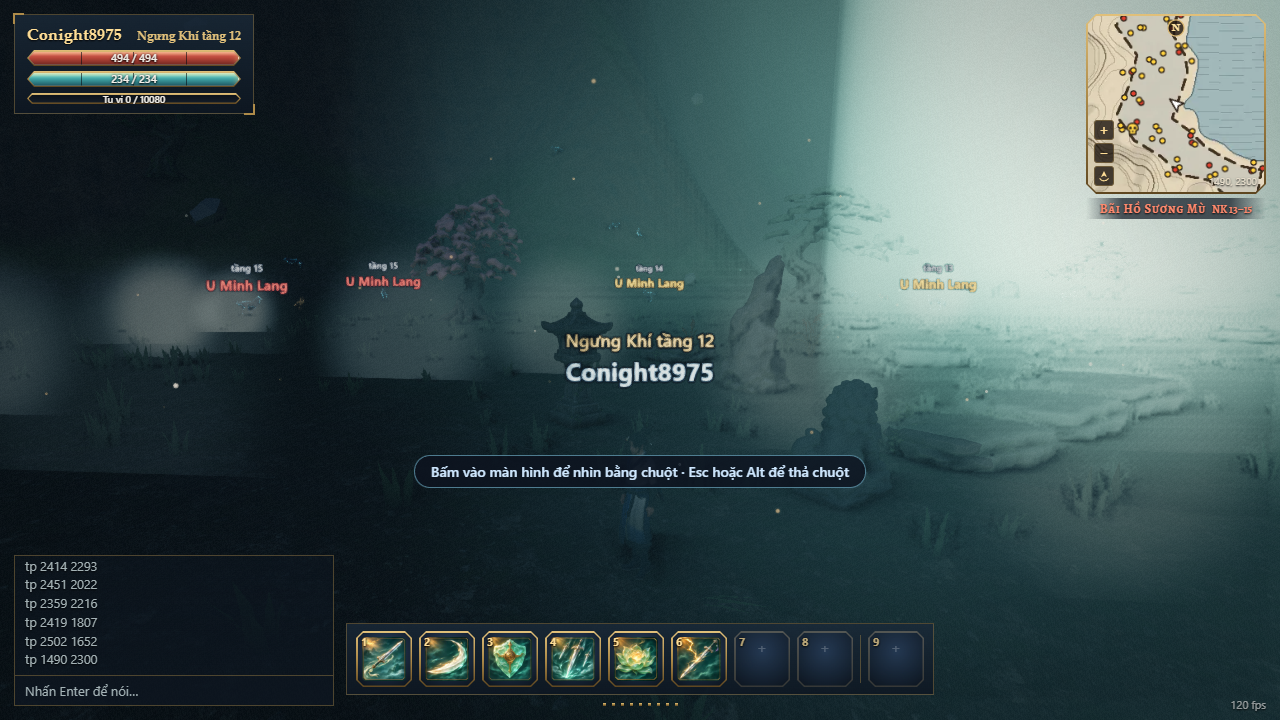 Conight8975 Ngưng Khí tầng 12
494 / 494
234 / 234
Tu vi 0 / 10080
N
+
−
1490, 2300
Bãi Hồ Sương Mù NK 13-15
tầng 15
U Minh Lang
tầng 15
U Minh Lang
tầng 14
U Minh Lang
tầng 13
U Minh Lang
Ngưng Khí tầng 12
Conight8975
Bấm vào màn hình để nhìn bằng chuột · Esc hoặc Alt để thả chuột
tp 2414 2293
tp 2451 2022
tp 2359 2216
tp 2419 1807
tp 2502 1652
tp 1490 2300
Nhấn Enter để nói...
1 2 3 4 5 6 7 8 9
+ + +
120 fps